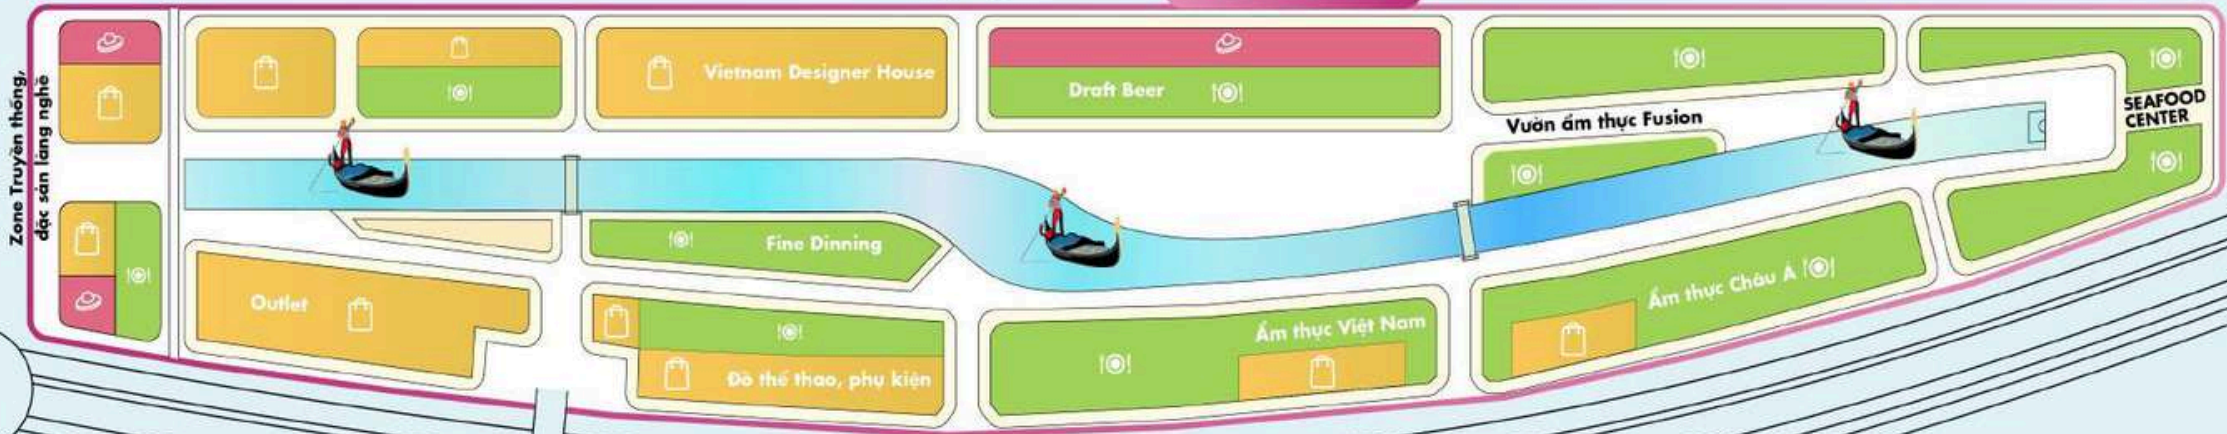 Zone Truyền thống,
đặc sản làng nghề
Vietnam Designer House
Draft Beer
Vườn ẩm thực Fusion
SEAFOOD
CENTER
Fine Dinning
Outlet
Ẩm thực Châu Á
Ẩm thực Việt Nam
Đồ thể thao, phụ kiện